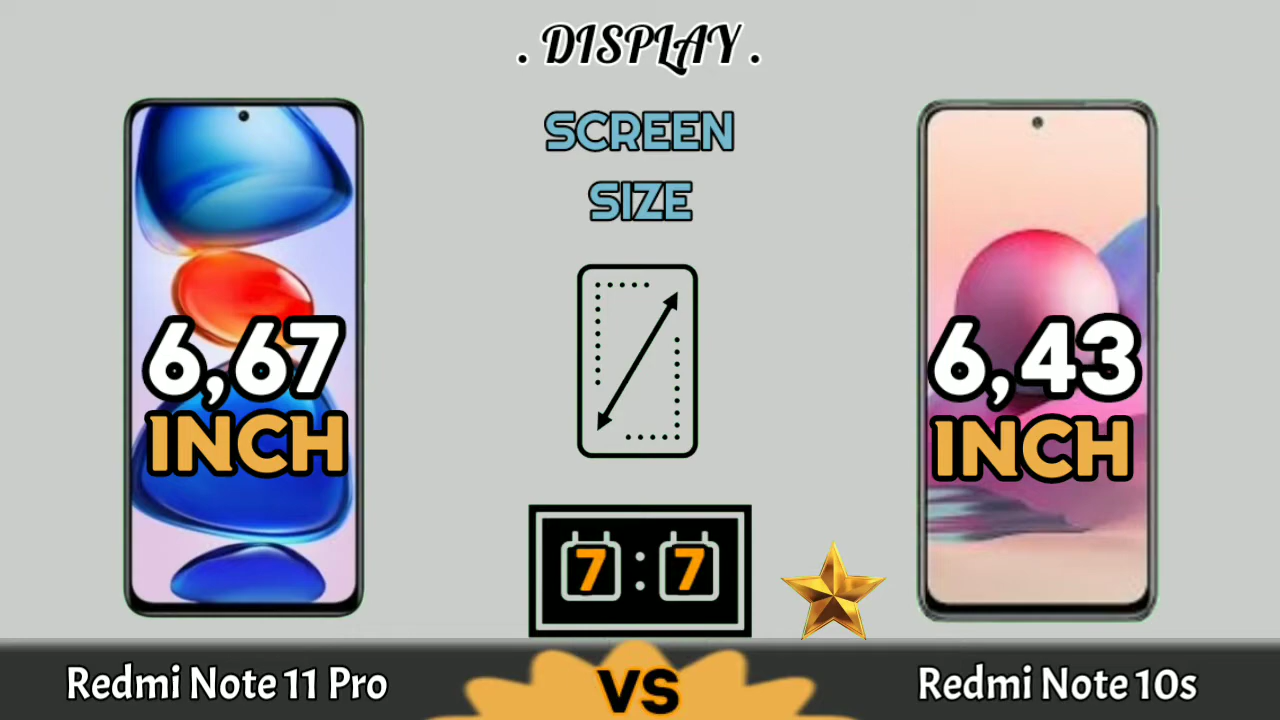 . DISPLAY .
SCREEN
SIZE
6,67
INCH
6,43
INCH
7 : 7
Redmi Note 11 Pro
VS
Redmi Note 10s